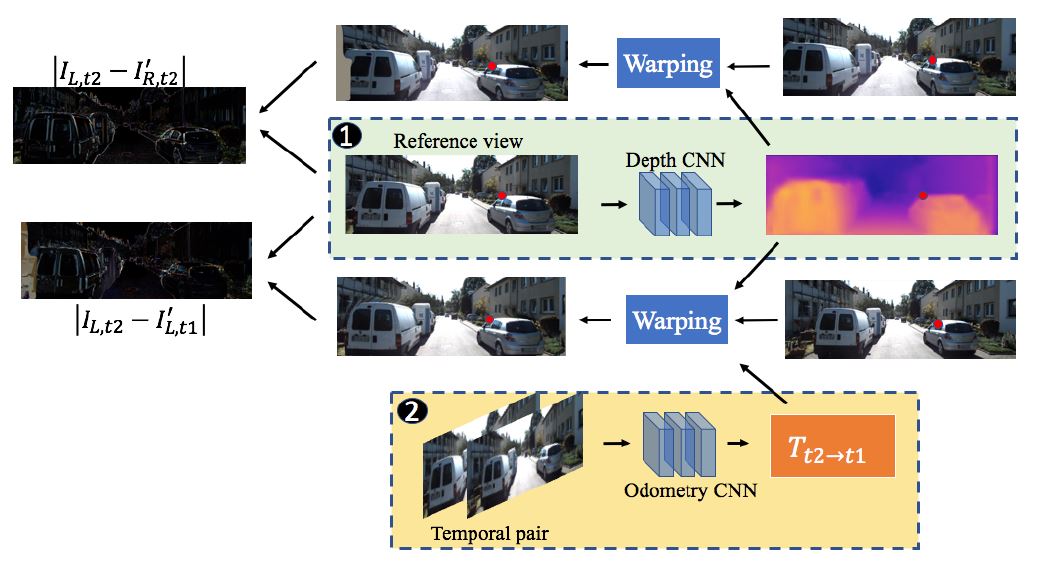 |I_{L,t2} − I'_{R,t2}|
Warping
1
Reference view
Depth CNN
Warping
|I_{L,t2} − I'_{L,t1}|
2
T_{t2→t1}
Odometry CNN
Temporal pair